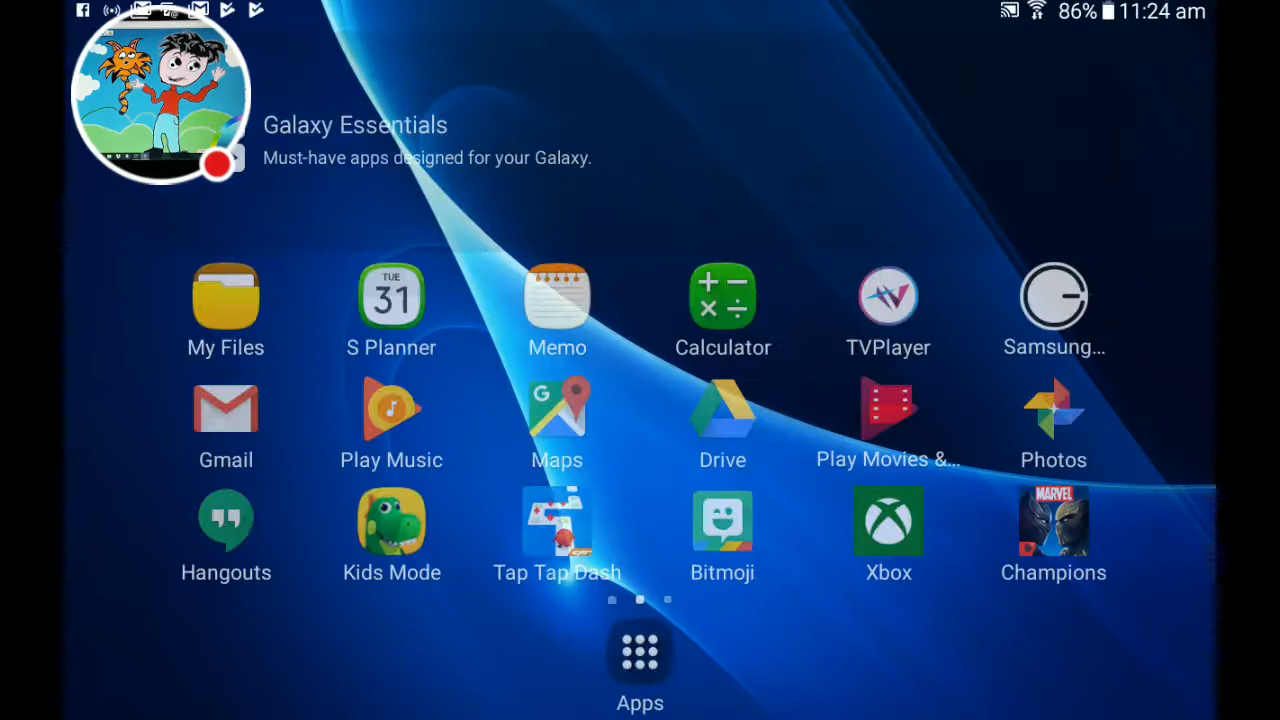 86% 11:24 am
Galaxy Essentials
Must-have apps designed for your Galaxy.
TUE
31
My Files S Planner Memo Calculator TVPlayer Samsung...
G
Gmail Play Music Maps Drive Play Movies &... Photos
MARVEL
Hangouts Kids Mode Tap Tap Dash Bitmoji Xbox Champions
Apps